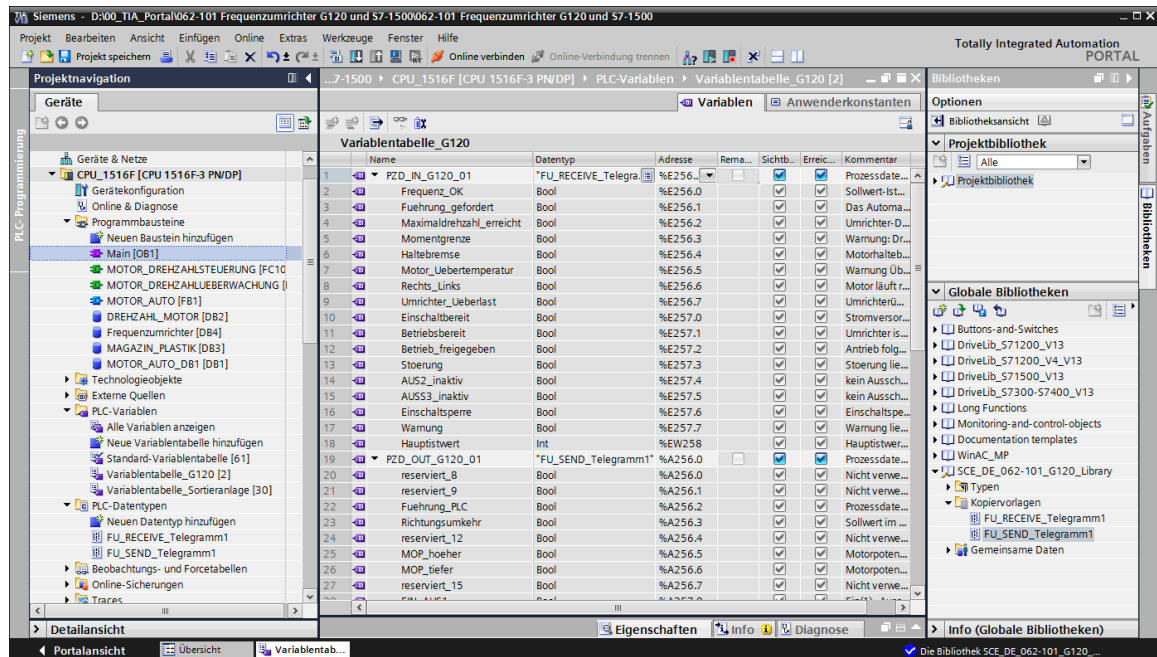 Siemens - D:\00_TIA_Portal\062-101 Frequenzumrichter G120 und S7-1500\062-101 Frequenzumrichter G120 und S7-1500
Projekt Bearbeiten Ansicht Einfügen Online Extras Werkzeuge Fenster Hilfe
Totally Integrated Automation
PORTAL
Projekt speichern Online verbinden Online-Verbindung trennen
Projektnavigation
...7-1500 CPU_1516F [CPU 1516F-3 PN/DP] PLC-Variablen Variablentabelle_G120 [2]
Bibliotheken
Geräte
Variablen Anwenderkonstanten
Optionen
Bibliotheksansicht
PLC-Programmierung
Geräte & Netze
CPU_1516F [CPU 1516F-3 PN/DP]
Gerätekonfiguration
Online & Diagnose
Programmbausteine
Neuen Baustein hinzufügen
Main [OB1]
MOTOR_DREHZAHLSTEUERUNG [FC10
MOTOR_DREHZAHLUEBERWACHUNG [
MOTOR_AUTO [FB1]
DREHZAHL_MOTOR [DB2]
Frequenzumrichter [DB4]
MAGAZIN_PLASTIK [DB3]
MOTOR_AUTO_DB1 [DB1]
Technologieobjekte
Externe Quellen
PLC-Variablen
Alle Variablen anzeigen
Neue Variablentabelle hinzufügen
Standard-Variablentabelle [61]
Variablentabelle_G120 [2]
Variablentabelle_Sortieranlage [30]
PLC-Datentypen
Neuen Datentyp hinzufügen
FU_RECEIVE_Telegramm1
FU_SEND_Telegramm1
Beobachtungs- und Forcetabellen
Online-Sicherungen
Traces
Detailansicht
Variablentabelle_G120
Name Datentyp Adresse Rema... Sichtb... Erreic... Kommentar
1 PZD_IN_G120_01 "FU_RECEIVE_Telegra. %E256.. Prozessdate...
2 Frequenz_OK Bool %E256.0 Sollwert-Ist...
3 Fuehrung_gefordert Bool %E256.1 Das Automa...
4 Maximaldrehzahl_erreicht Bool %E256.2 Umrichter-D...
5 Momentgrenze Bool %E256.3 Warnung: Dr...
6 Haltebremse Bool %E256.4 Motorhalteb...
7 Motor_Uebertemperatur Bool %E256.5 Warnung Üb...
8 Rechts_Links Bool %E256.6 Motor läuft r...
9 Umrichter_Ueberlast Bool %E256.7 Umrichterü...
10 Einschaltbereit Bool %E257.0 Stromversor...
11 Betriebsbereit Bool %E257.1 Umrichter is...
12 Betrieb_freigegeben Bool %E257.2 Antrieb folg...
13 Stoerung Bool %E257.3 Stoerung lie...
14 AUS2_inaktiv Bool %E257.4 kein Aussch...
15 AUSS3_inaktiv Bool %E257.5 kein Aussch...
16 Einschaltsperre Bool %E257.6 Einschaltspe...
17 Warnung Bool %E257.7 Warnung lie...
18 Hauptistwert Int %EW258 Hauptistwer...
19 PZD_OUT_G120_01 "FU_SEND_Telegramm1" %A256.0 Prozessdate...
20 reserviert_8 Bool %A256.0 Nicht verwe...
21 reserviert_9 Bool %A256.1 Nicht verwe...
22 Fuehrung_PLC Bool %A256.2 Prozessdate...
23 Richtungsumkehr Bool %A256.3 Sollwert im ...
24 reserviert_12 Bool %A256.4 Nicht verwe...
25 MOP_hoeher Bool %A256.5 Motorpoten...
26 MOP_tiefer Bool %A256.6 Motorpoten...
27 reserviert_15 Bool %A256.7 Nicht verwe...
Eigenschaften Info Diagnose
Projektbibliothek
Alle
Projektbibliothek
Globale Bibliotheken
Buttons-and-Switches
DriveLib_S71200_V13
DriveLib_S71200_V4_V13
DriveLib_S71500_V13
DriveLib_S7300-S7400_V13
Long Functions
Monitoring-and-control-objects
Documentation templates
WinAC_MP
SCE_DE_062-101_G120_Library
Typen
Kopiervorlagen
FU_RECEIVE_Telegramm1
FU_SEND_Telegramm1
Gemeinsame Daten
Info (Globale Bibliotheken)
Aufgaben
Bibliotheken
Portalansicht Übersicht Variablentab... Die Bibliothek SCE_DE_062-101_G120_...